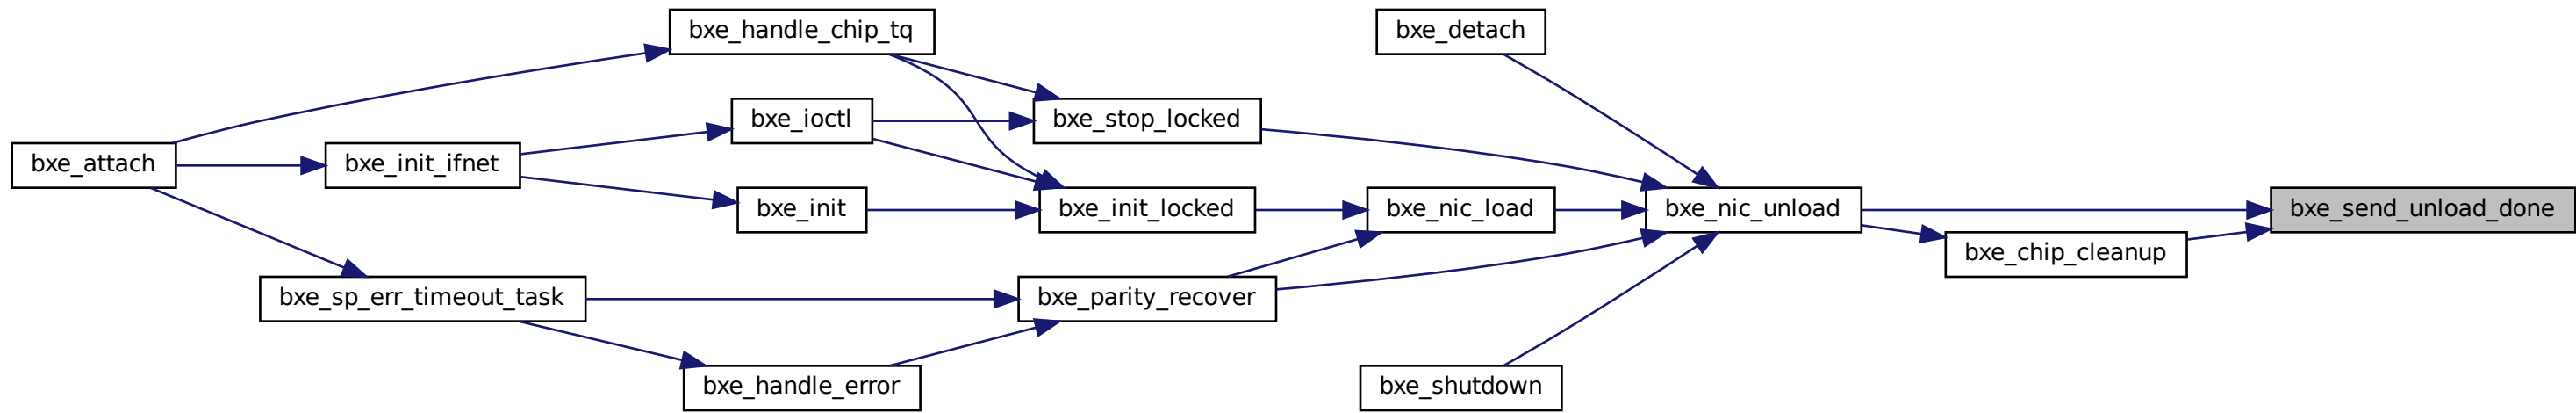 bxe_handle_chip_tq
bxe_detach
bxe_ioctl
bxe_stop_locked
bxe_attach
bxe_init_ifnet
bxe_init
bxe_init_locked
bxe_nic_load
bxe_nic_unload
bxe_send_unload_done
bxe_chip_cleanup
bxe_sp_err_timeout_task
bxe_parity_recover
bxe_handle_error
bxe_shutdown